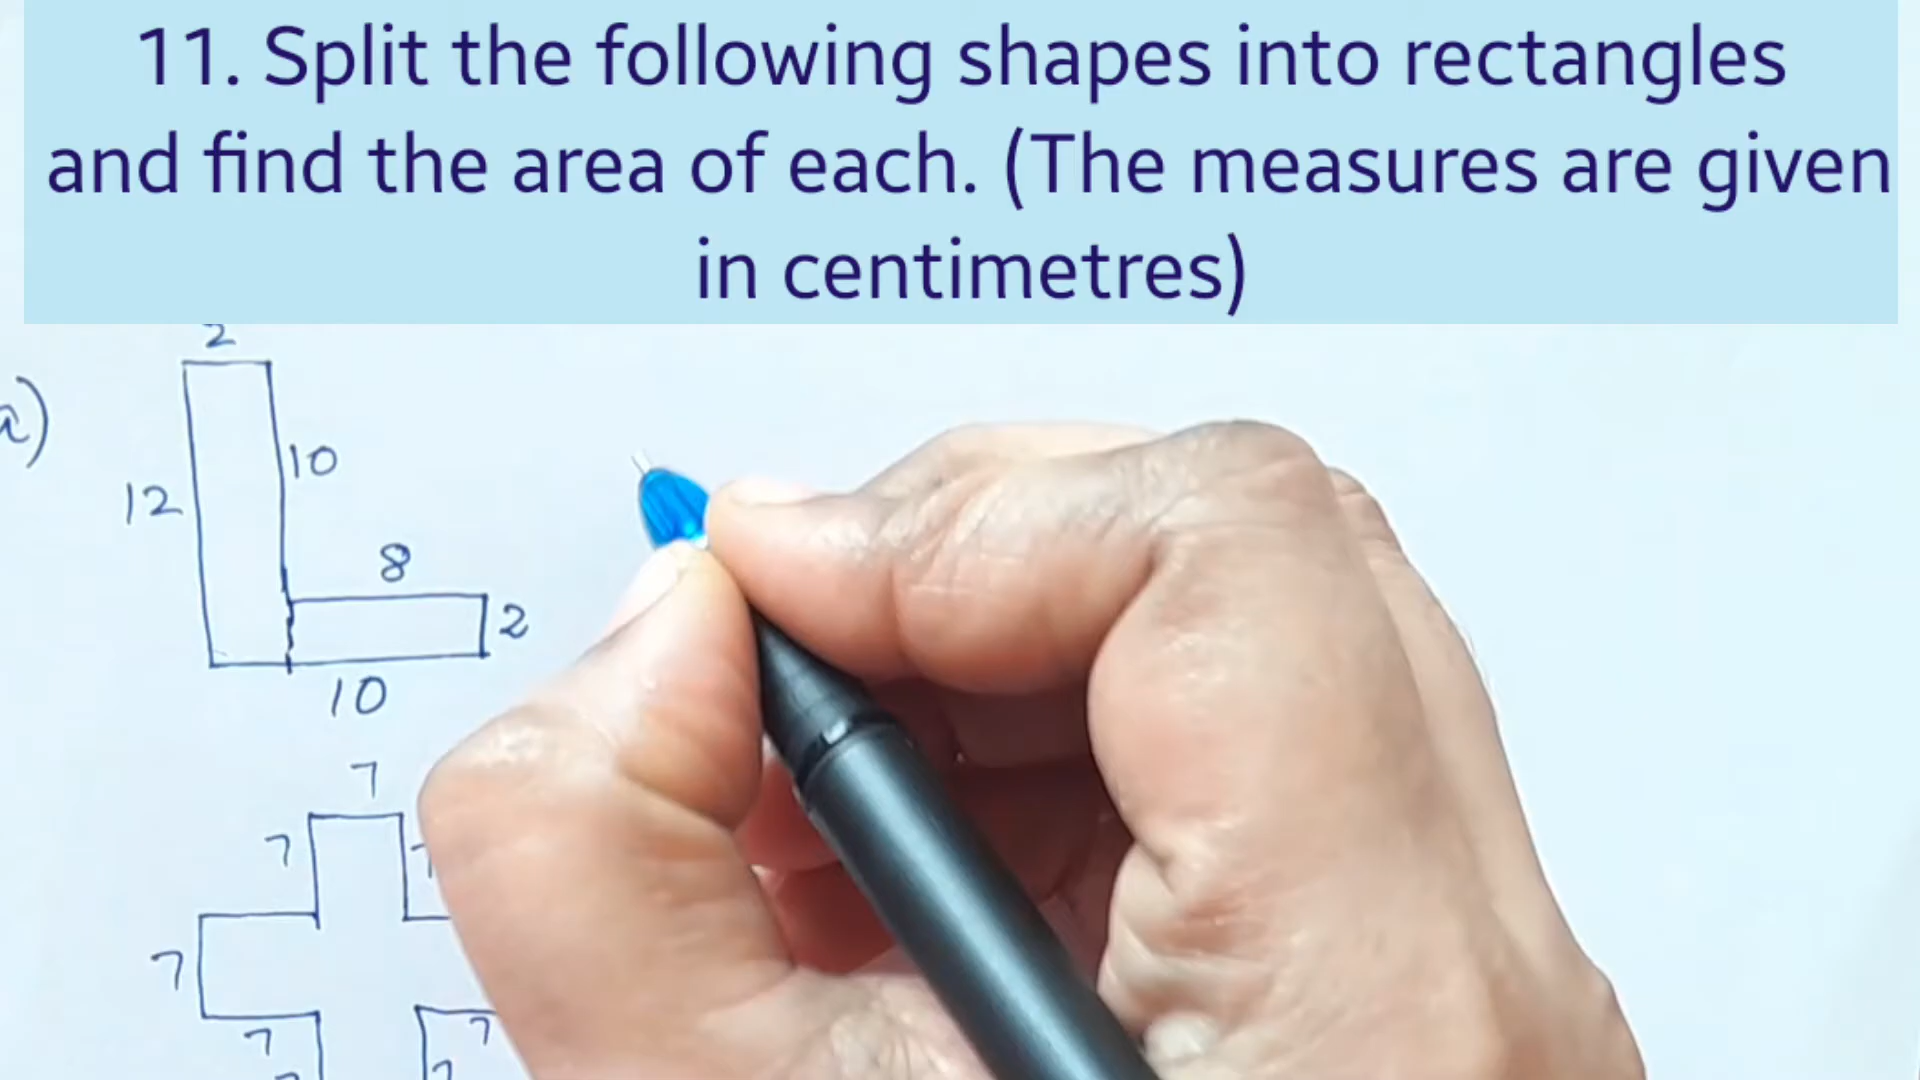 11. Split the following shapes into rectangles
and find the area of each. (The measures are given
in centimetres)
2
a)
10
12
8
2
10
7
7
7
7
7